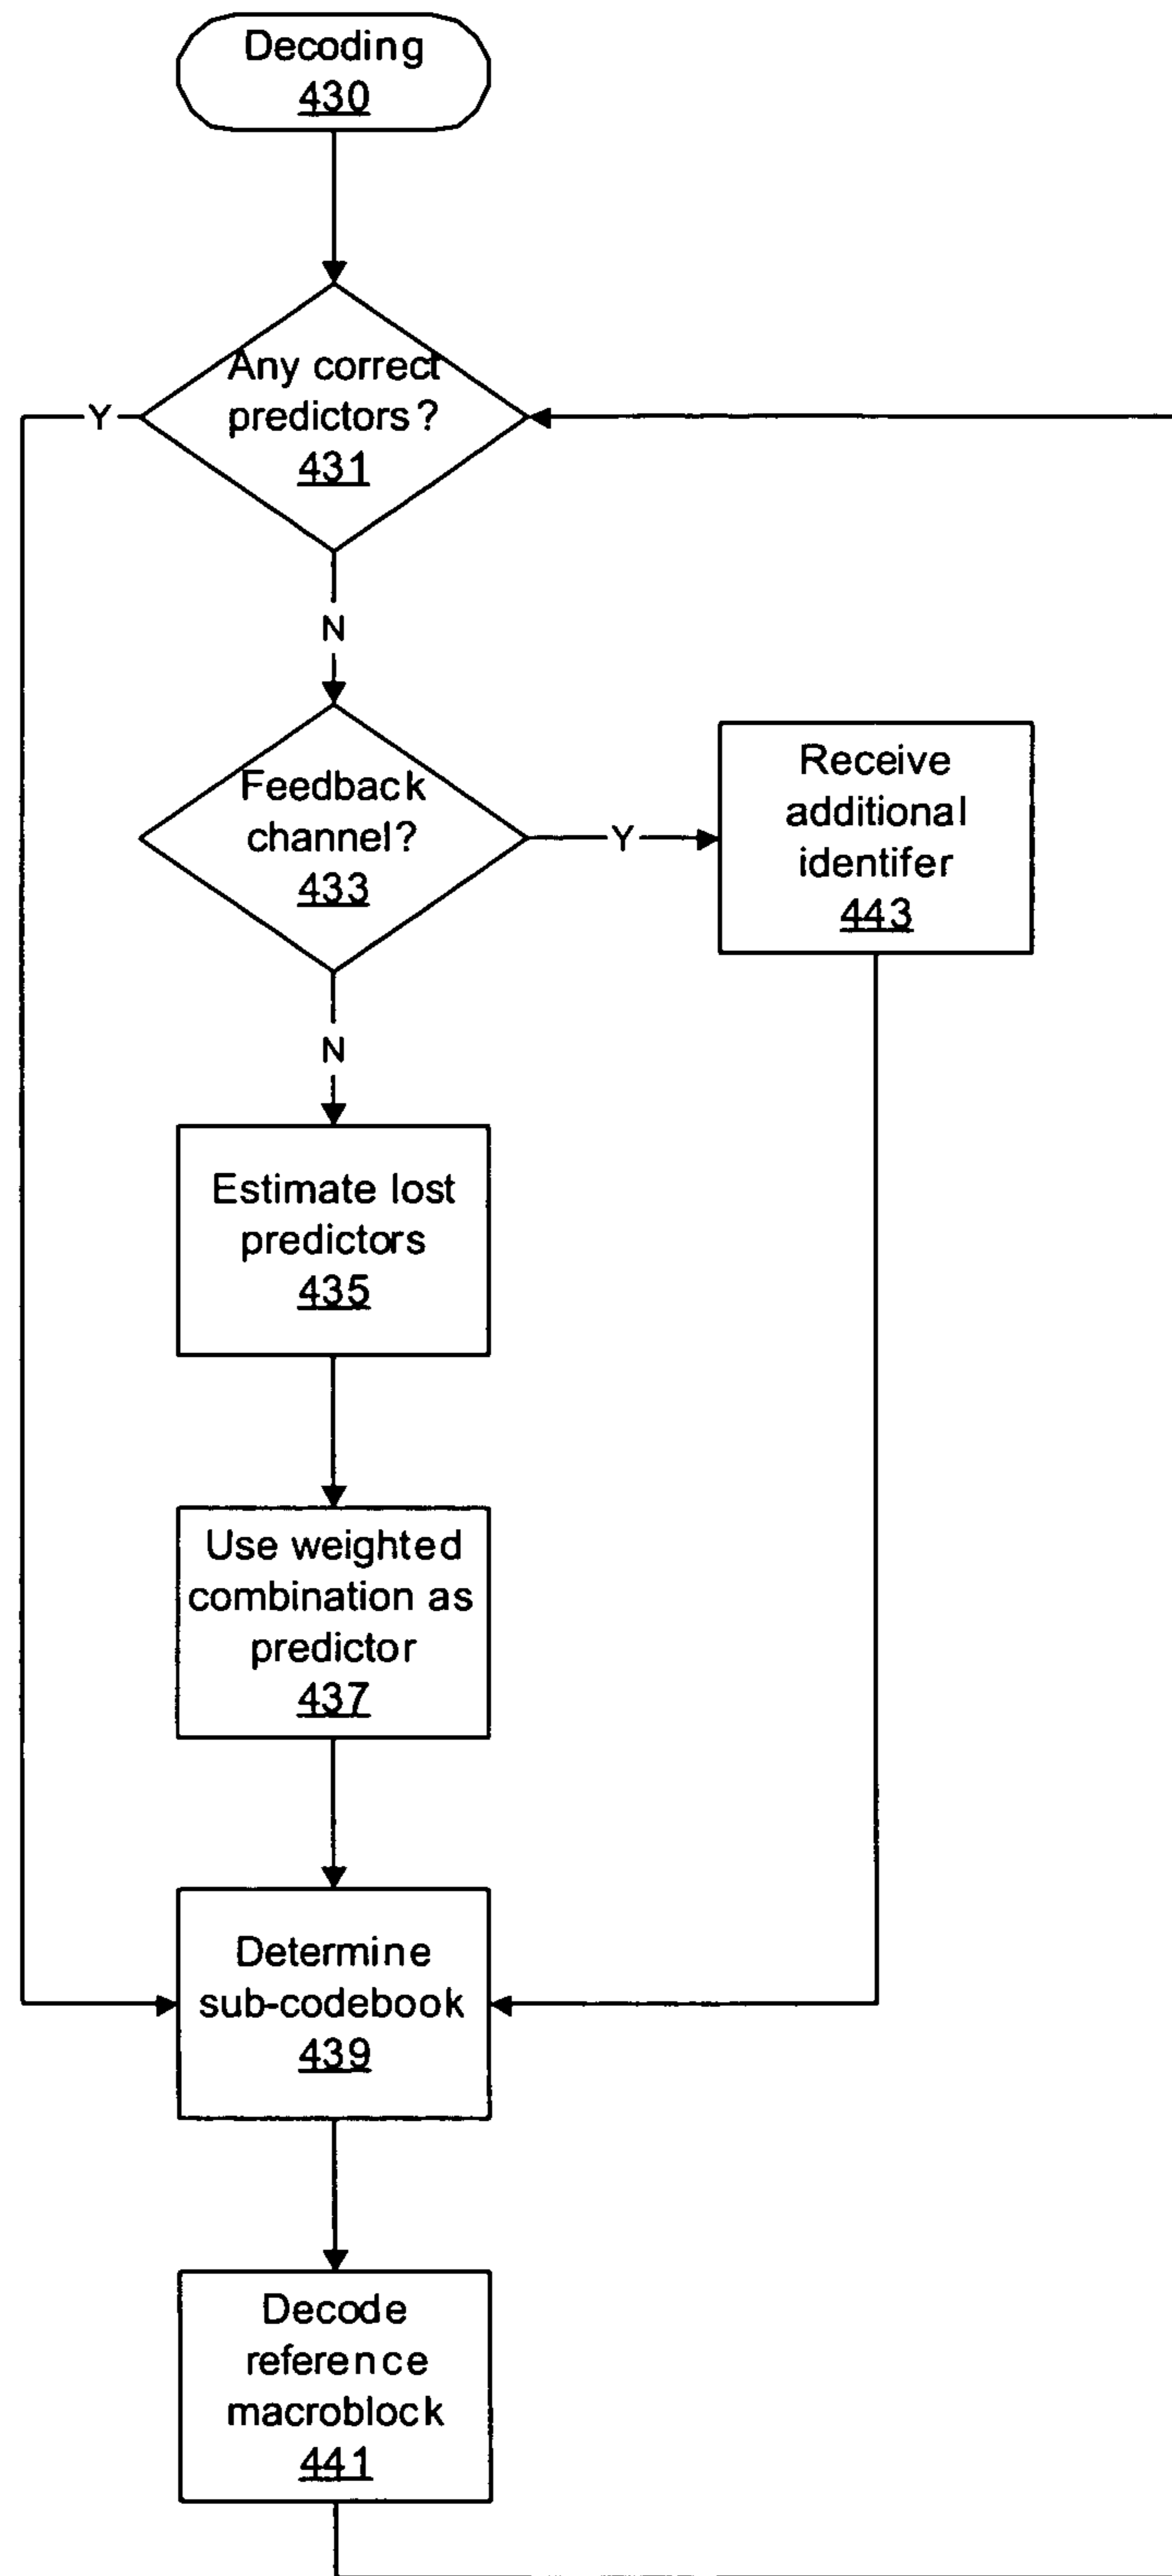 Decoding
430
Any correct
predictors?
431
Y
N
Feedback
channel?
433
Y
Receive
additional
identifer
443
N
Estimate lost
predictors
435
Use weighted
combination as
predictor
437
Determine
sub-codebook
439
Decode
reference
macroblock
441